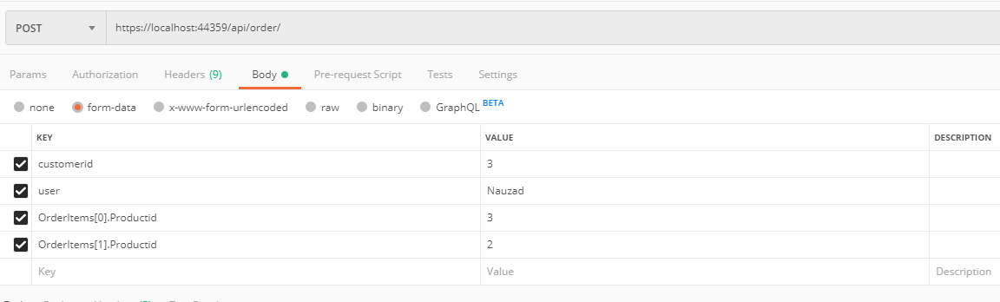 POST https://localhost:44359/api/order/
Params Authorization Headers (9) Body Pre-request Script Tests Settings
none form-data x-www-form-urlencoded raw binary GraphQL BETA
KEY VALUE DESCRIPTION
customerid 3
user Nauzad
OrderItems[0].Productid 3
OrderItems[1].Productid 2
Key Value Description